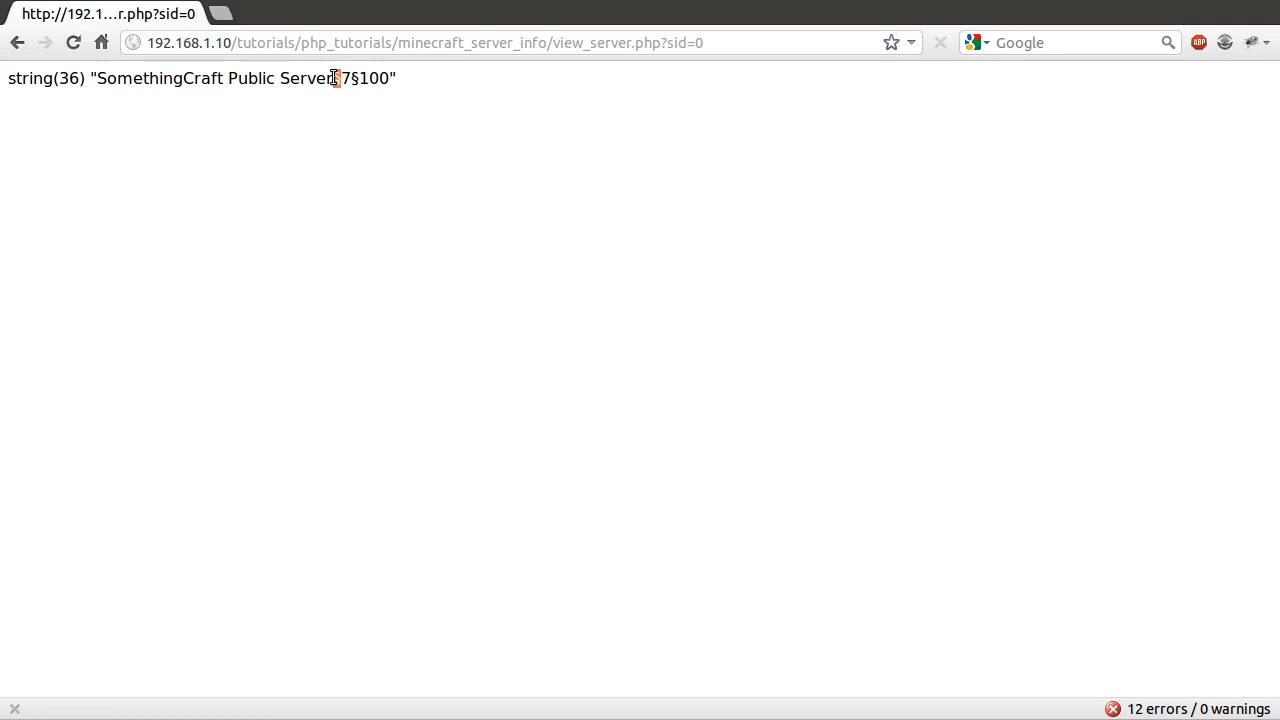 http://192.1...r.php?sid=0
192.168.1.10/tutorials/php_tutorials/minecraft_server_info/view_server.php?sid=0
Google
ABP
string(36) "SomethingCraft Public Server§7§100"
12 errors / 0 warnings